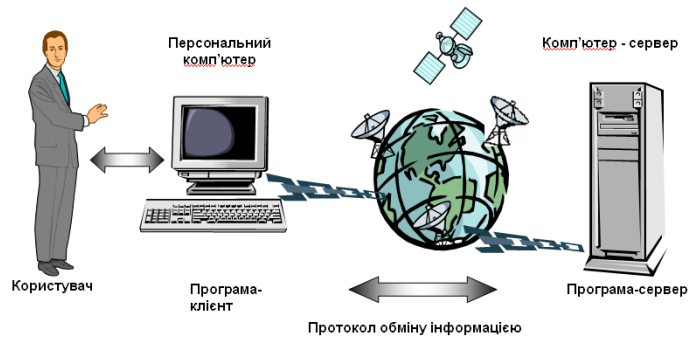 Персональний
комп'ютер
Комп'ютер - сервер
Користувач
Програма-
клієнт
Програма-сервер
Протокол обміну інформацією